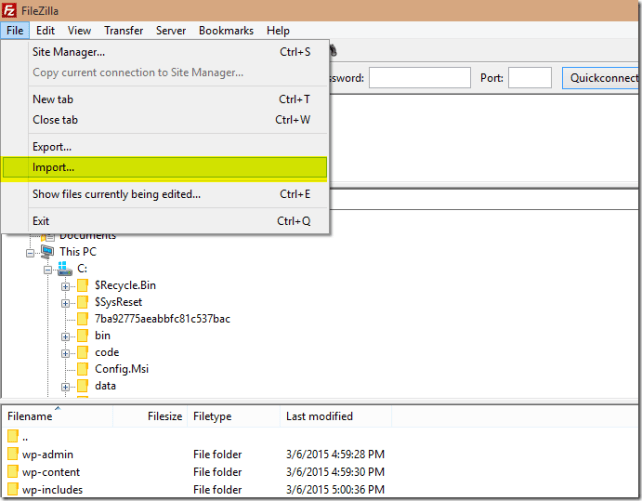 FileZilla
File Edit View Transfer Server Bookmarks Help
Site Manager... Ctrl+S
Copy current connection to Site Manager...
ssword: Port: Quickconnect
New tab Ctrl+T
Close tab Ctrl+W
Export...
Import...
Show files currently being edited... Ctrl+E
Exit Ctrl+Q
Documents
This PC
C:
$Recycle.Bin
$SysReset
7ba92775aeabbfc81c537bac
bin
code
Config.Msi
data
Filename Filesize Filetype Last modified
..
wp-admin File folder 3/6/2015 4:59:28 PM
wp-content File folder 3/6/2015 4:59:30 PM
wp-includes File folder 3/6/2015 5:00:36 PM